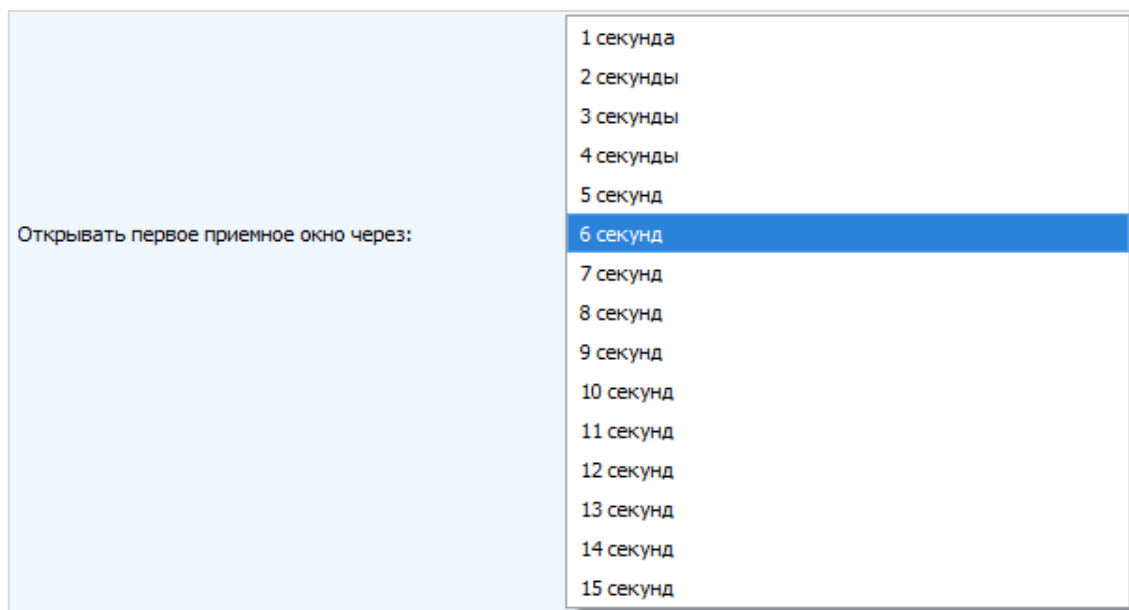 1 секунда
2 секунды
3 секунды
4 секунды
5 секунд
Открывать первое приемное окно через:
6 секунд
7 секунд
8 секунд
9 секунд
10 секунд
11 секунд
12 секунд
13 секунд
14 секунд
15 секунд